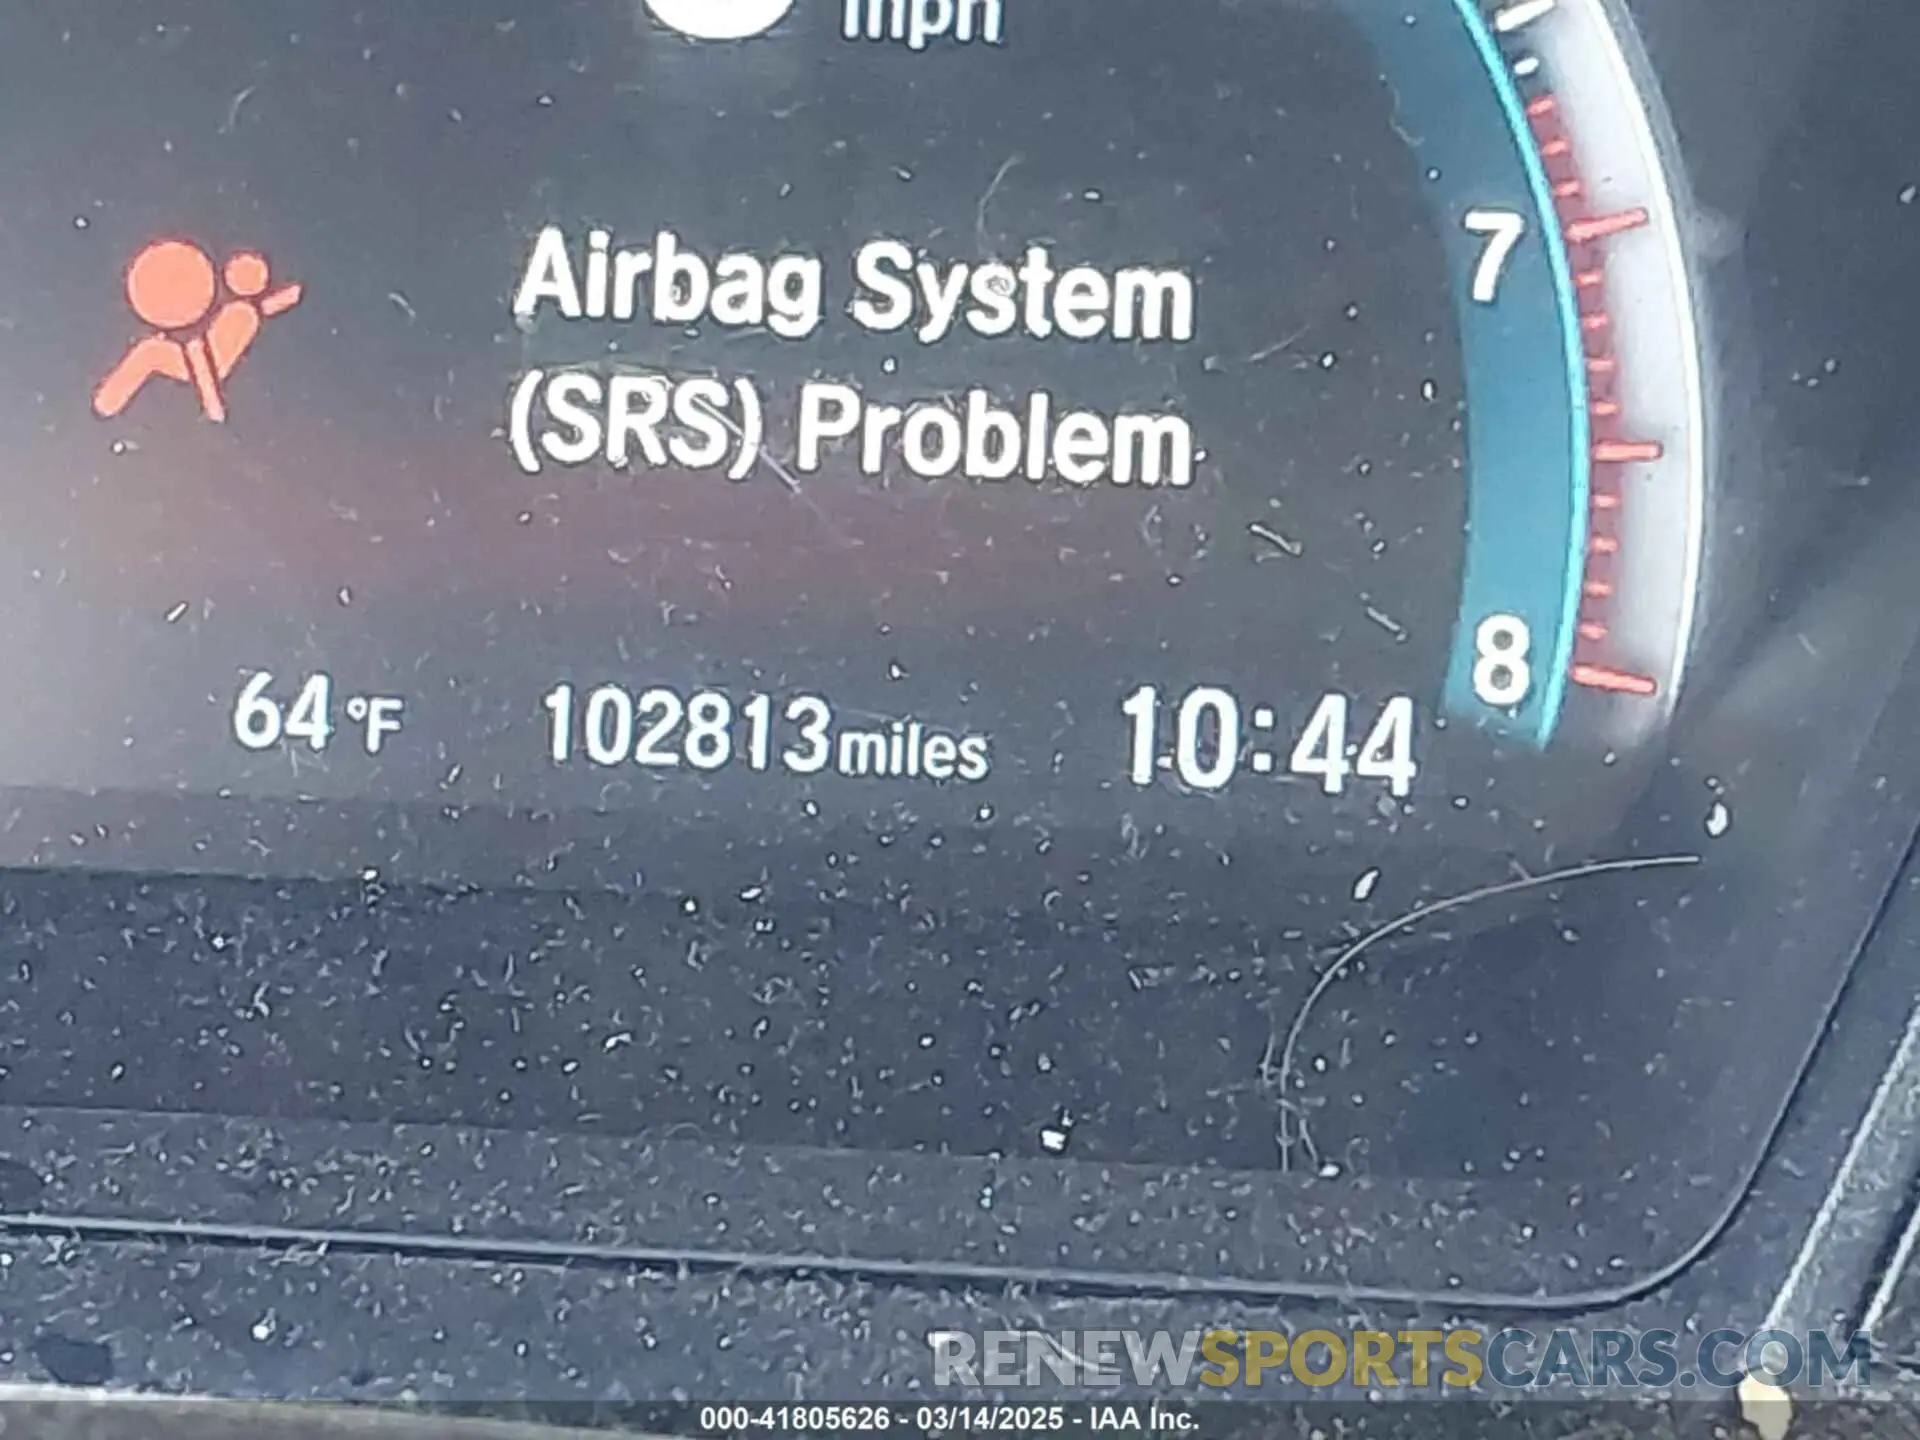 mph
7
Airbag System
(SRS) Problem
8
64 °F 102813 miles 10:44
RENEWSPORTSCARS.COM
000-41805626 - 03/14/2025 - IAA Inc.